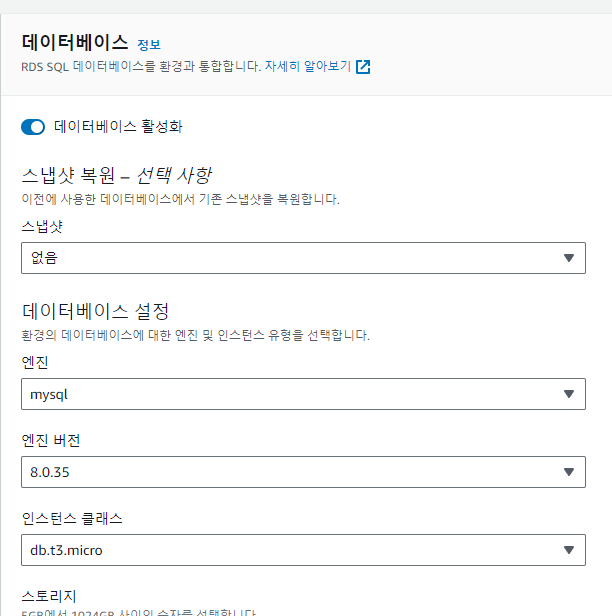 데이터베이스 정보
RDS SQL 데이터베이스를 환경과 통합합니다. 자세히 알아보기
데이터베이스 활성화
스냅샷 복원 – 선택 사항
이전에 사용한 데이터베이스에서 기존 스냅샷을 복원합니다.
스냅샷
없음
데이터베이스 설정
환경의 데이터베이스에 대한 엔진 및 인스턴스 유형을 선택합니다.
엔진
mysql
엔진 버전
8.0.35
인스턴스 클래스
db.t3.micro
스토리지
5GB에서 1024GB 사이의 숫자를 선택합니다.